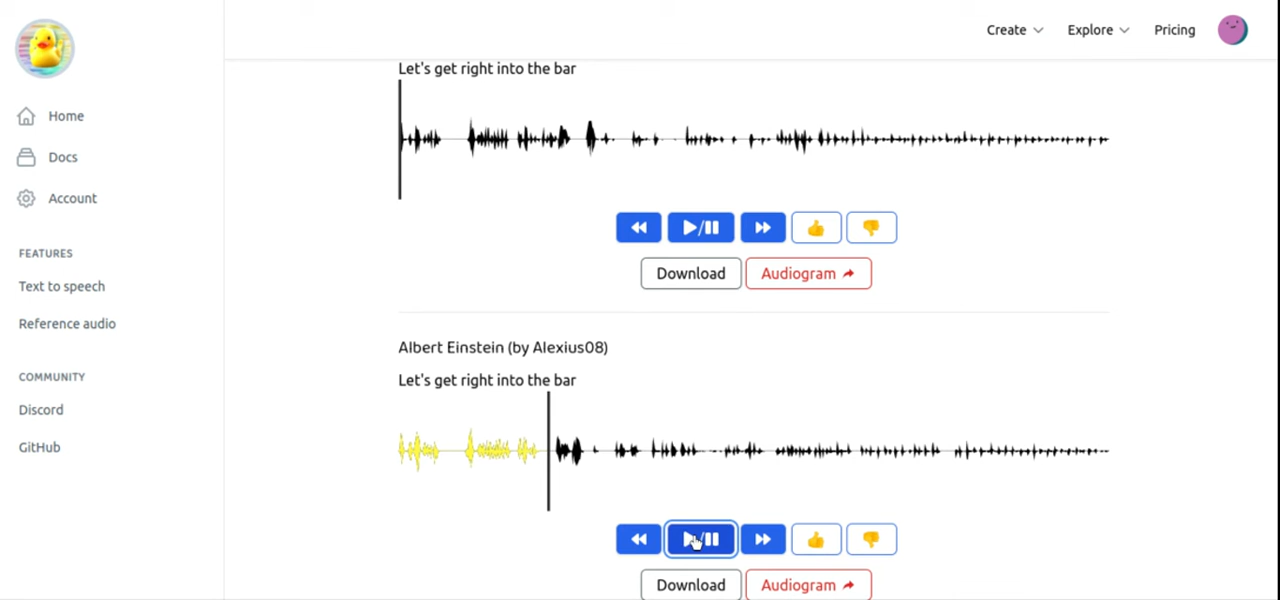 Create
Explore
Pricing
Home
Docs
Account
FEATURES
Text to speech
Reference audio
COMMUNITY
Discord
GitHub
Let's get right into the bar
Download
Audiogram
Albert Einstein (by Alexius08)
Let's get right into the bar
Download
Audiogram